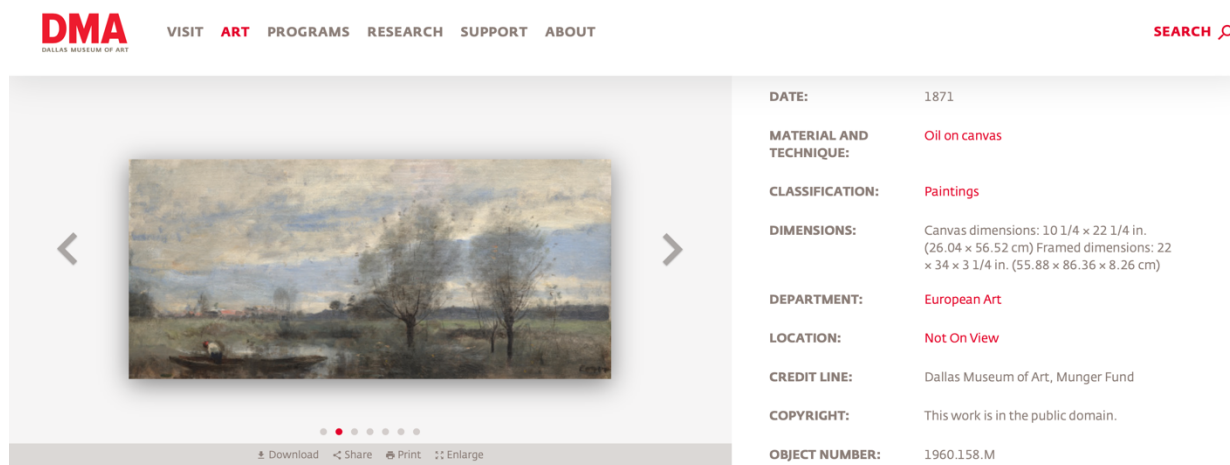 DMA
DALLAS MUSEUM OF ART
VISIT ART PROGRAMS RESEARCH SUPPORT ABOUT
SEARCH
DATE: 1871
MATERIAL AND TECHNIQUE: Oil on canvas
CLASSIFICATION: Paintings
DIMENSIONS: Canvas dimensions: 10 1/4 × 22 1/4 in.
(26.04 × 56.52 cm) Framed dimensions: 22
× 34 × 3 1/4 in. (55.88 × 86.36 × 8.26 cm)
DEPARTMENT: European Art
LOCATION: Not On View
CREDIT LINE: Dallas Museum of Art, Munger Fund
COPYRIGHT: This work is in the public domain.
OBJECT NUMBER: 1960.158.M
Download Share Print Enlarge